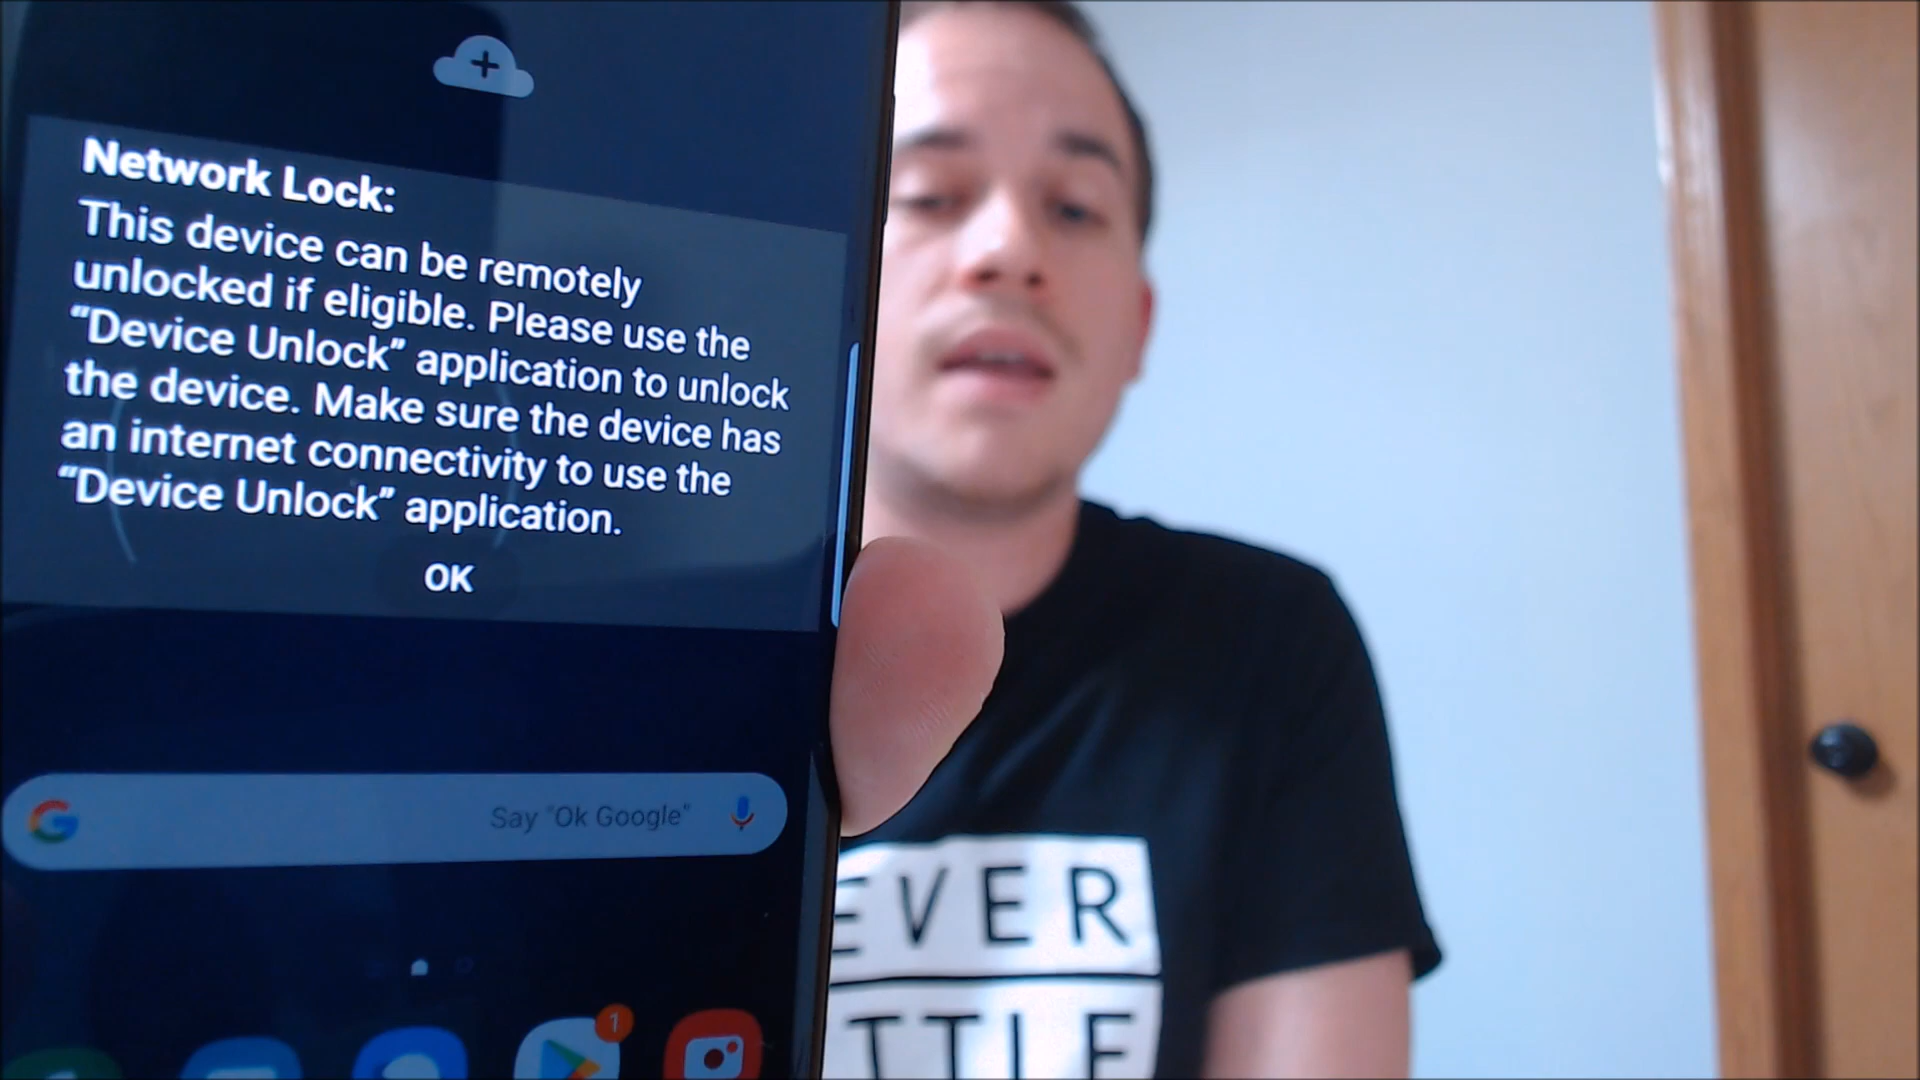 Network Lock:
This device can be remotely
unlocked if eligible. Please use the
“Device Unlock” application to unlock
the device. Make sure the device has
an internet connectivity to use the
“Device Unlock” application.
OK
G
Say "Ok Google"
1
EVER
TTLE